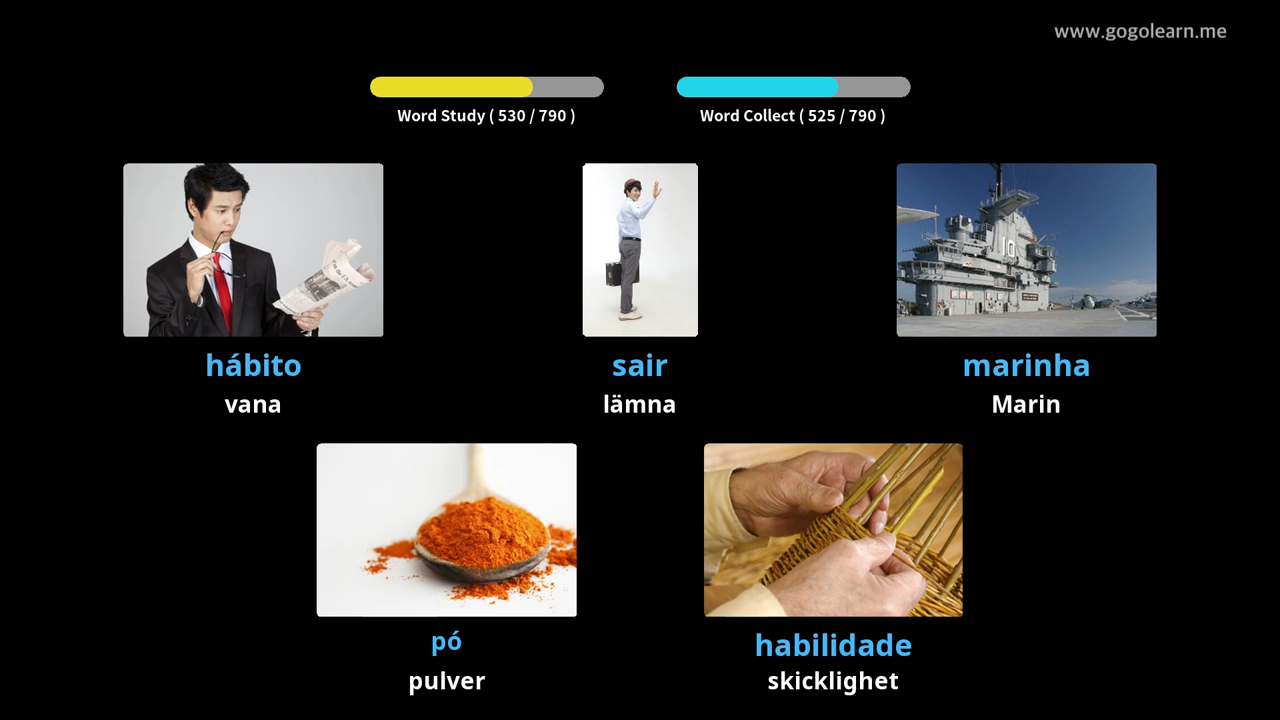 www.gogolearn.me
Word Study ( 530 / 790 )
Word Collect ( 525 / 790 )
hábito
vana
sair
lämna
marinha
Marin
16
pó
pulver
habilidade
skicklighet